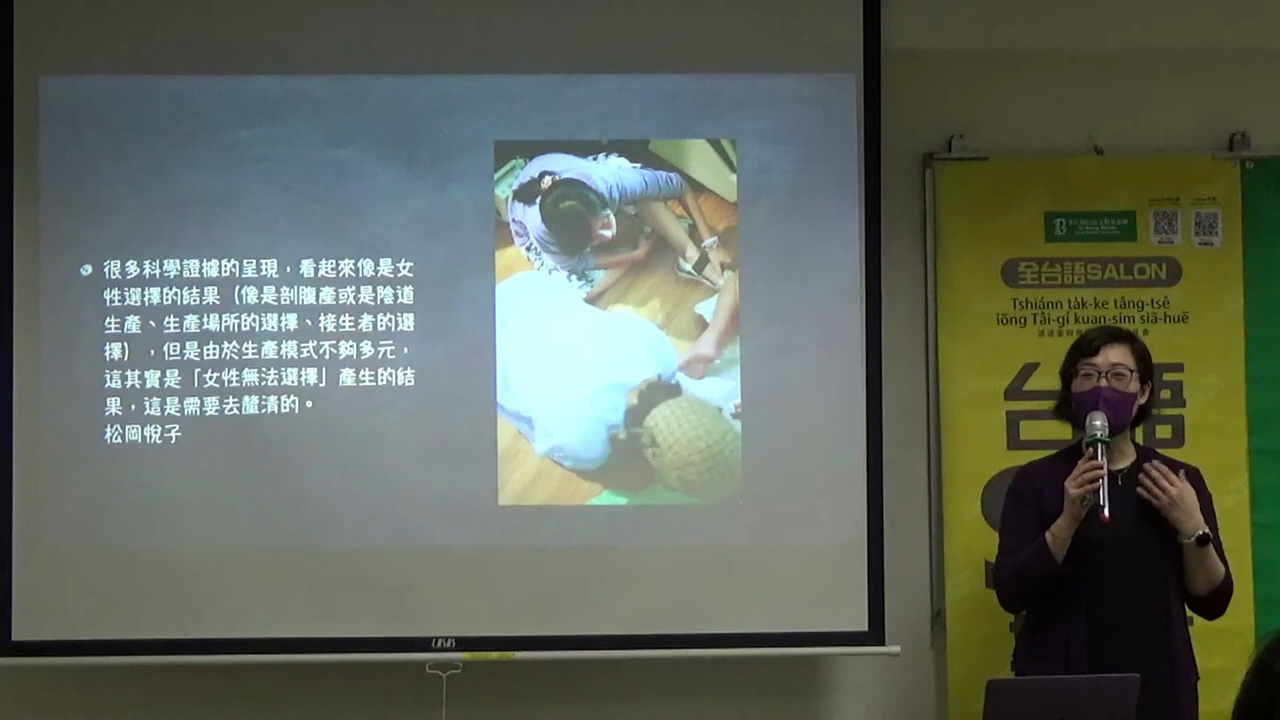 很多科學證據的呈現，看起來像是女
性選擇的結果（像是剖腹產或是陰道
生產、生產場所的選擇、接生者的選
擇），但是由於生產模式不夠多元，
這其實是「女性無法選擇」產生的結
果，這是需要去釐清的。
松岡悅子
全台語SALON
Tshiánn ta̍k-ke tâng-tsê
iōng Tâi-gí kuan-sim siā-huē
台語